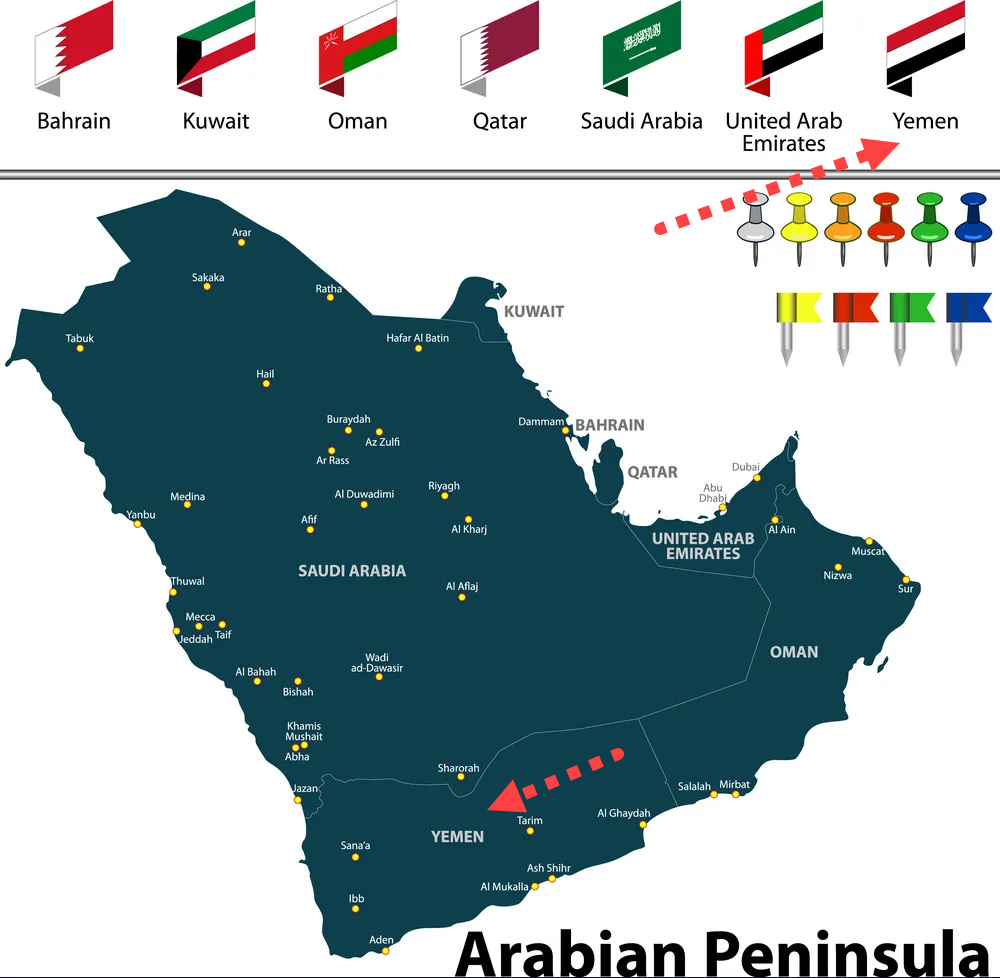 Bahrain
Kuwait
Oman
Qatar
Saudi Arabia
United Arab
Emirates
Yemen
Arar
Sakaka
Ratha
KUWAIT
Tabuk
Hafar Al Batin
Hail
Buraydah
Az Zulfi
Ar Rass
Dammam
BAHRAIN
QATAR
Dubai
Abu
Dhabi
Medina
Al Duwadimi
Riyagh
Yanbu
Afif
Al Kharj
Al Ain
UNITED ARAB
EMIRATES
Muscat
SAUDI ARABIA
Nizwa
Thuwal
Al Aflaj
Sur
Mecca
Jeddah
Taif
OMAN
Wadi
ad-Dawasir
Al Bahah
Bishah
Khamis
Mushait
Abha
Sharorah
Jazan
Salalah
Mirbat
Al Ghaydah
Tarim
YEMEN
Sana'a
Ash Shihr
Al Mukalla
Ibb
Aden
Arabian Peninsula